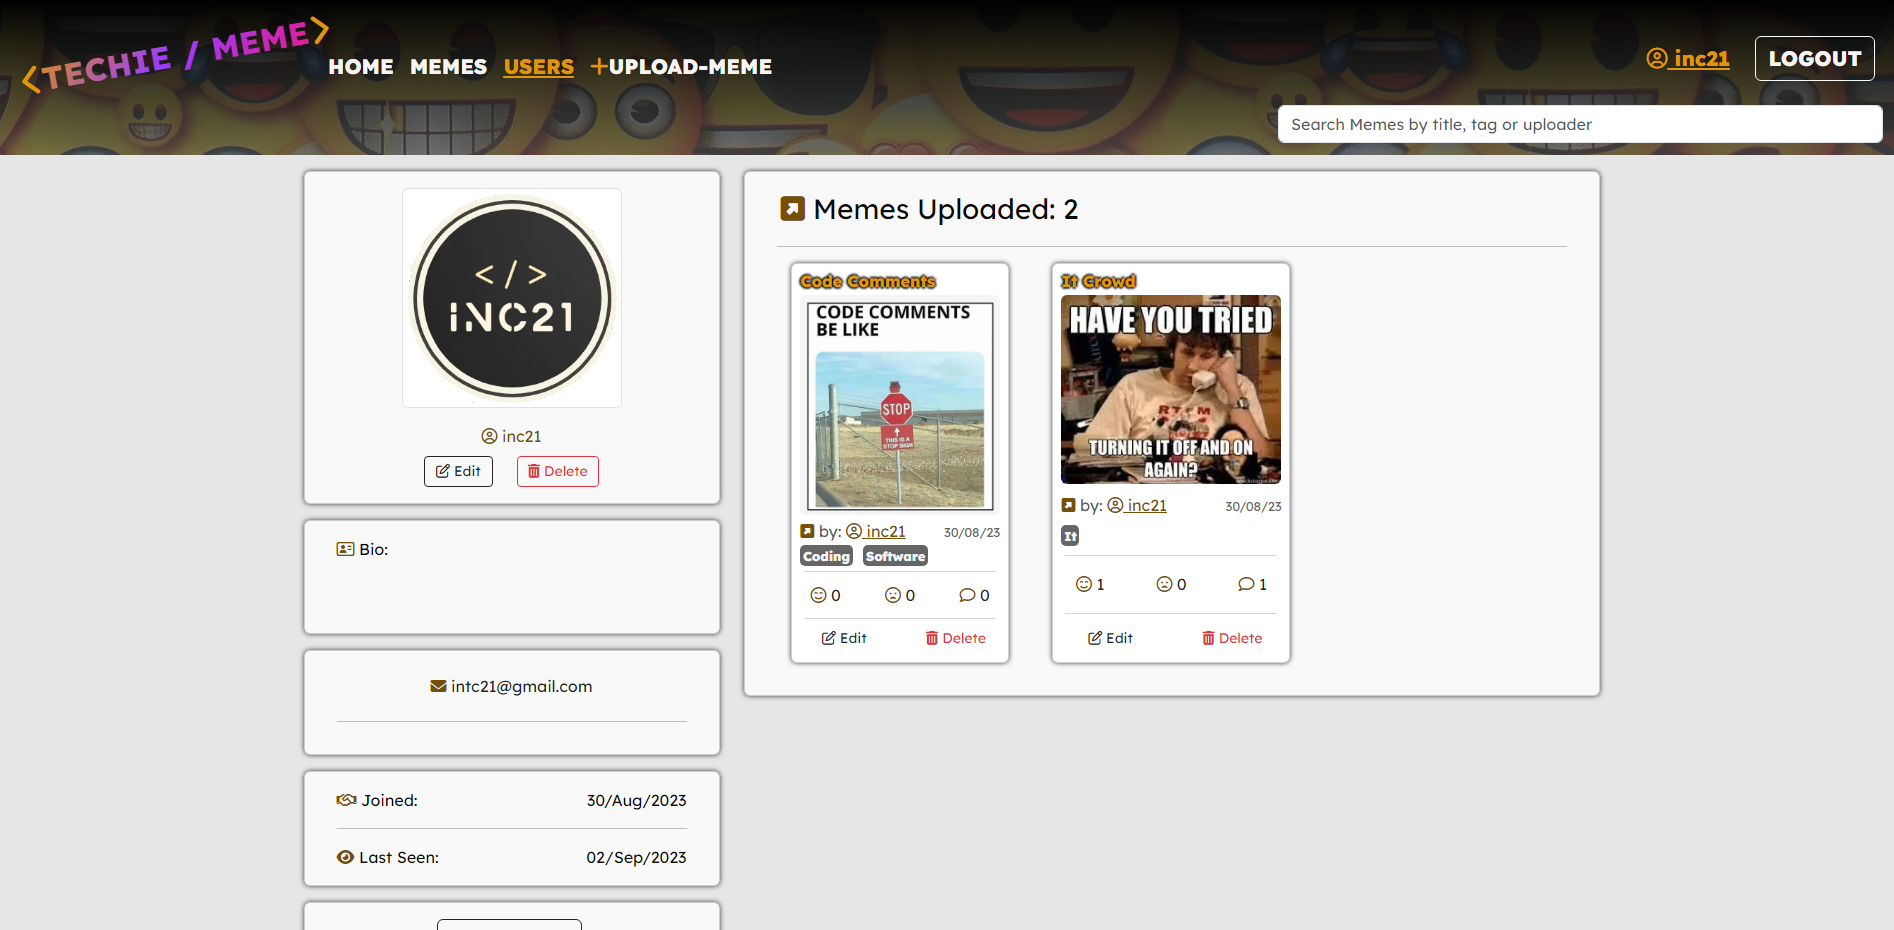 <TECHIE / MEME>
HOME MEMES USERS +UPLOAD-MEME
inc21
LOGOUT
Search Memes by title, tag or uploader
</>
INC21
inc21
Edit Delete
Bio:
intc21@gmail.com
Joined: 30/Aug/2023
Last Seen: 02/Sep/2023
Memes Uploaded: 2
Code Comments
CODE COMMENTS
BE LIKE
STOP
THIS IS A
STOP SIGN
by: inc21 30/08/23
Coding Software
0 0 0
Edit Delete
It Crowd
HAVE YOU TRIED
RTFM
TURNING IT OFF AND ON
AGAIN?
by: inc21 30/08/23
It
1 0 1
Edit Delete